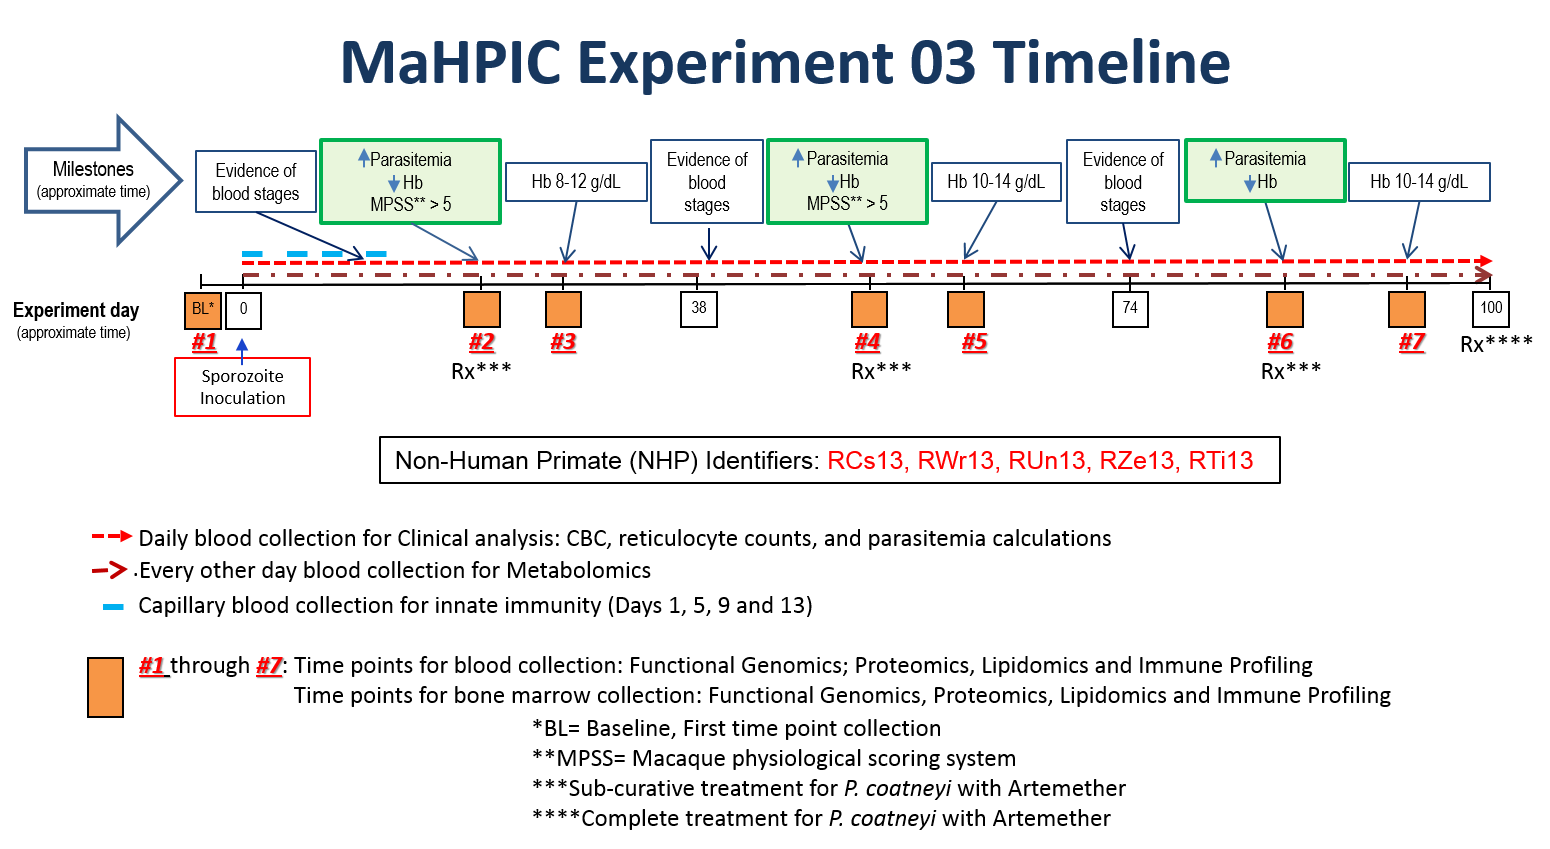 MaHPIC Experiment 03 Timeline
Milestones
(approximate time)
Evidence of
blood stages
Parasitemia
Hb
MPSS** > 5
Hb 8-12 g/dL
Evidence of
blood
stages
Parasitemia
Hb
MPSS** > 5
Hb 10-14 g/dL
Evidence of
blood
stages
Parasitemia
Hb
Hb 10-14 g/dL
Experiment day
(approximate time)
BL*
0
38
74
100
#1
#2
#3
#4
#5
#6
#7
Rx***
Rx***
Rx***
Rx****
Sporozoite
Inoculation
Non-Human Primate (NHP) Identifiers: RCs13, RWr13, RUn13, RZe13, RTi13
Daily blood collection for Clinical analysis: CBC, reticulocyte counts, and parasitemia calculations
.Every other day blood collection for Metabolomics
Capillary blood collection for innate immunity (Days 1, 5, 9 and 13)
#1 through #7: Time points for blood collection: Functional Genomics; Proteomics, Lipidomics and Immune Profiling
Time points for bone marrow collection: Functional Genomics, Proteomics, Lipidomics and Immune Profiling
*BL= Baseline, First time point collection
**MPSS= Macaque physiological scoring system
***Sub-curative treatment for P. coatneyi with Artemether
****Complete treatment for P. coatneyi with Artemether